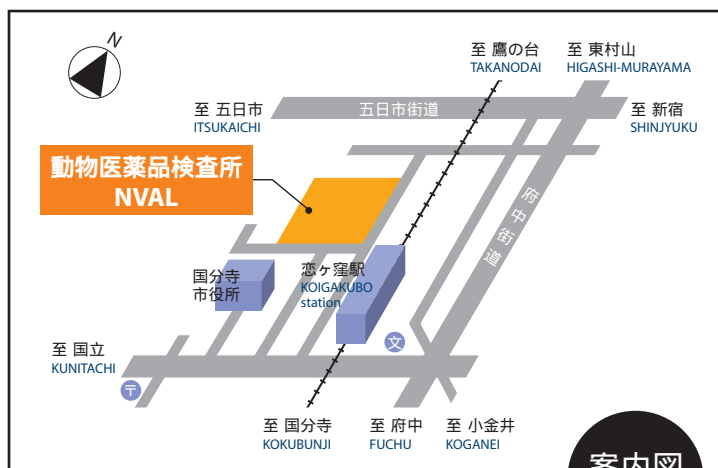 N
至 鷹の台
TAKANODAI
至 東村山
HIGASHI-MURAYAMA
至 五日市
ITSUKAICHI
五日市街道
至 新宿
SHINJYUKU
動物医薬品検査所
NVAL
府中街道
国分寺
市役所
恋ヶ窪駅
KOIGAKUBO
station
文
至 国立
KUNITACHI
〒
至 国分寺
KOKUBUNJI
至 府中
FUCHU
至 小金井
KOGANEI
案内図